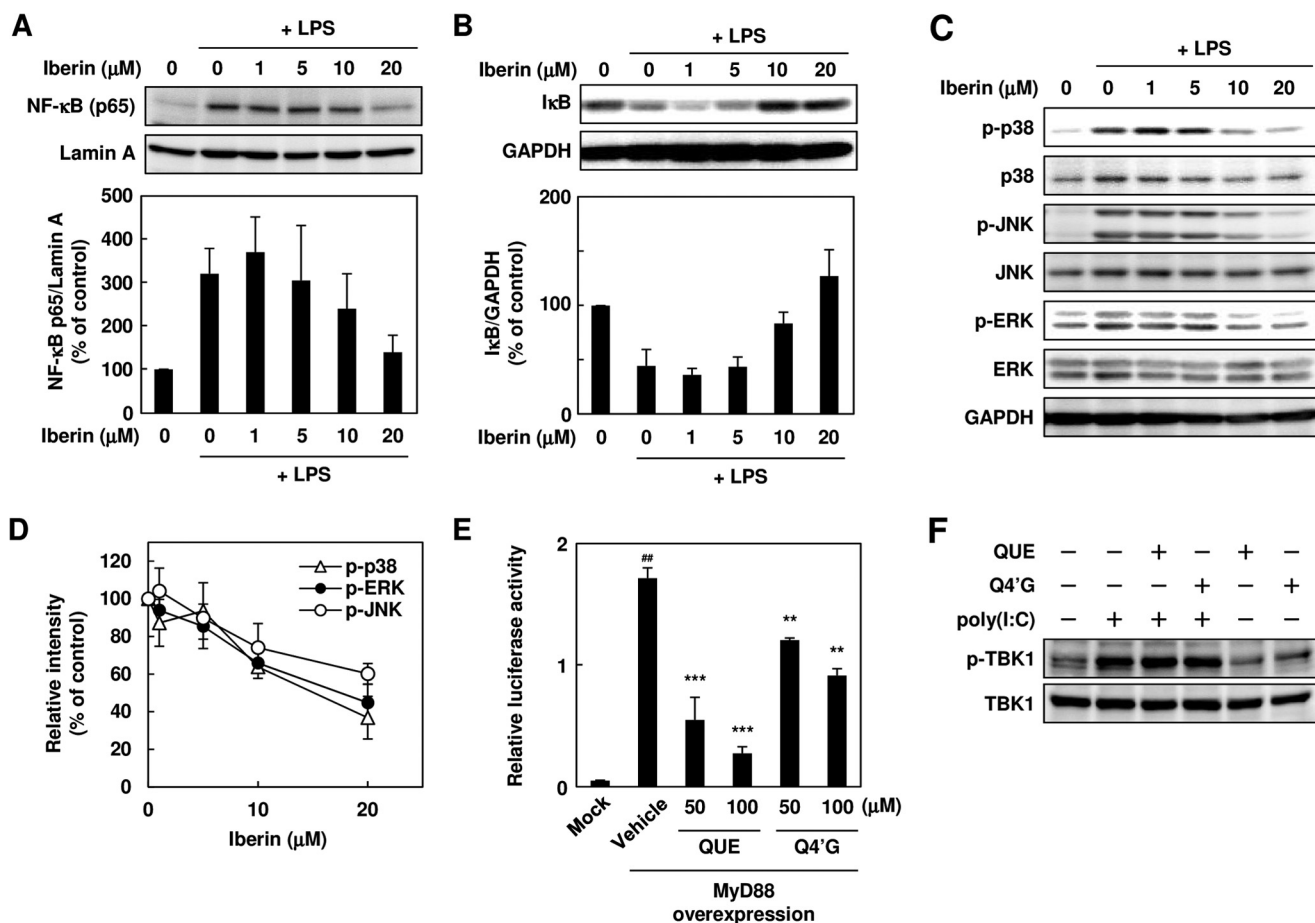 A
+ LPS
Iberin (μM) 0 0 1 5 10 20
NF-κB (p65)
Lamin A
NF-κB p65/Lamin A
(% of control)
500
400
300
200
100
0
Iberin (μM) 0 0 1 5 10 20
+ LPS
B
+ LPS
Iberin (μM) 0 0 1 5 10 20
IκB
GAPDH
IκB/GAPDH
(% of control)
200
100
0
Iberin (μM) 0 0 1 5 10 20
+ LPS
C
+ LPS
Iberin (μM) 0 0 1 5 10 20
p-p38
p38
p-JNK
JNK
p-ERK
ERK
GAPDH
D
Relative intensity
(% of control)
120
100
80
60
40
20
0
p-p38
p-ERK
p-JNK
0 10 20
Iberin (μM)
E
Relative luciferase activity
2
1
0
##
***
***
**
**
Mock Vehicle 50 100 50 100 (μM)
QUE Q4'G
MyD88
overexpression
F
QUE – – + – + –
Q4'G – – – + – +
poly(I:C) – + + + – –
p-TBK1
TBK1